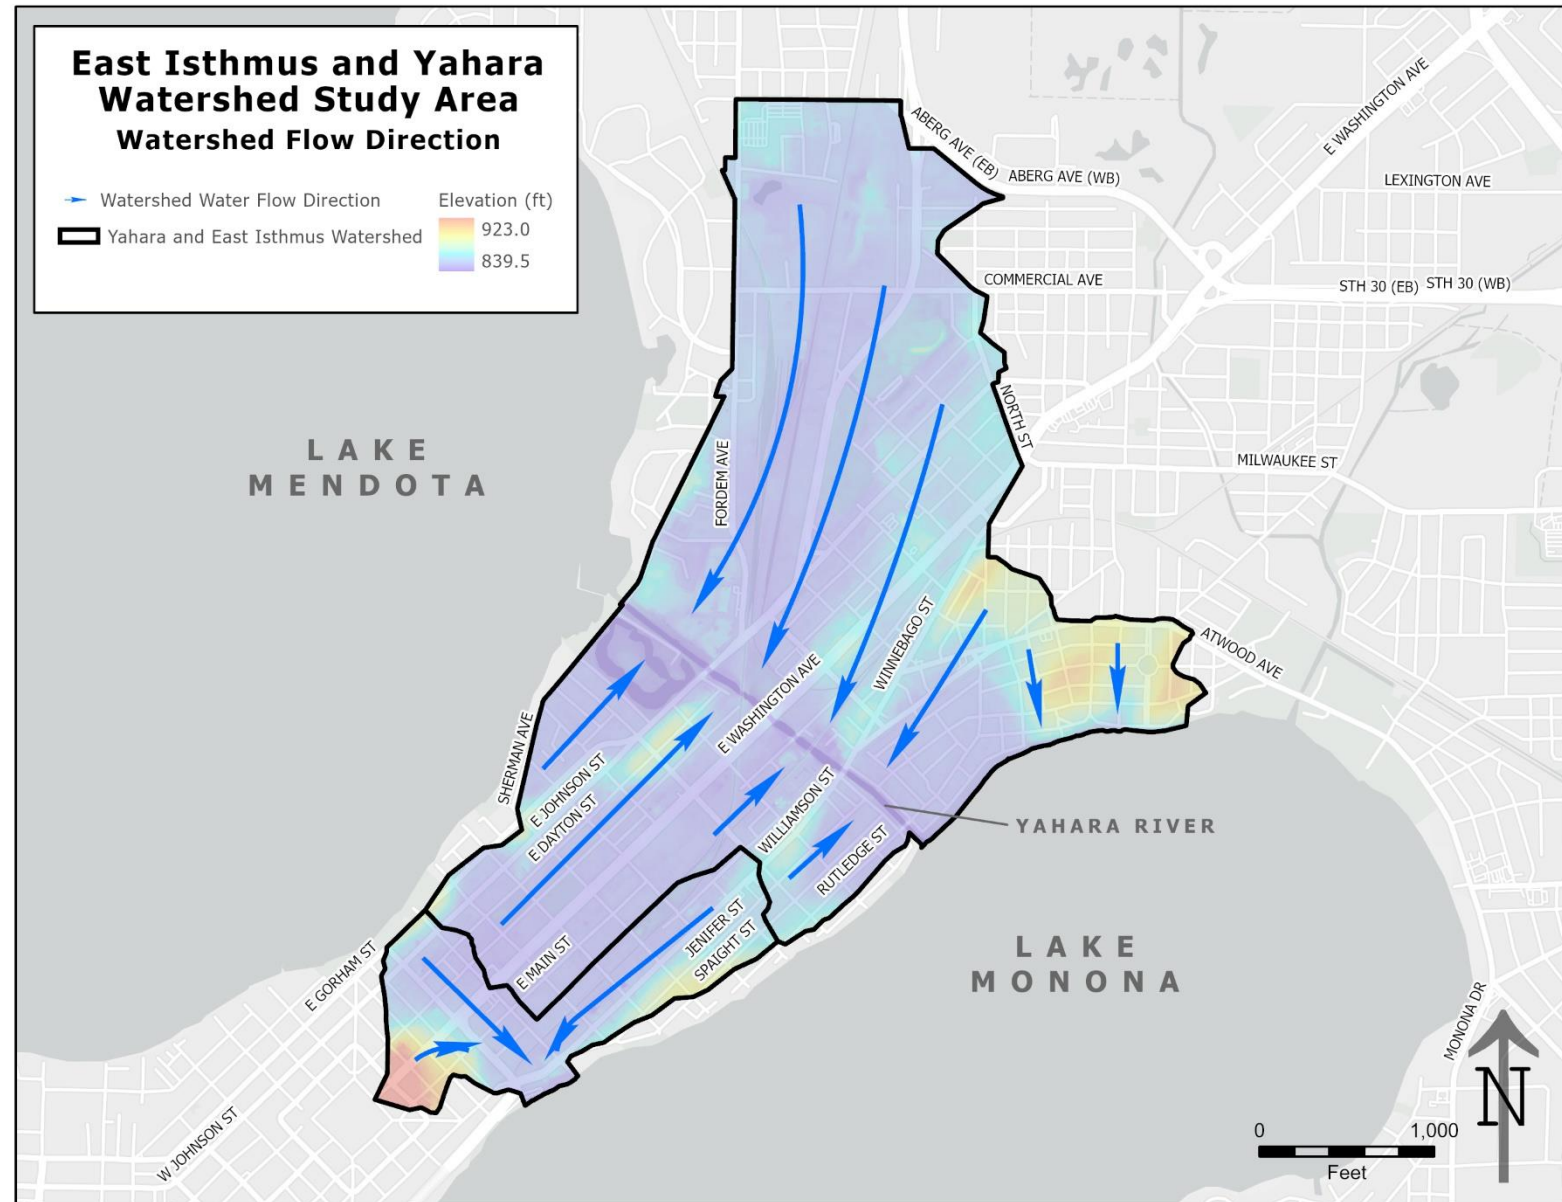 East Isthmus and Yahara
Watershed Study Area
Watershed Flow Direction
Watershed Water Flow Direction
Yahara and East Isthmus Watershed
Elevation (ft)
923.0
839.5
ABERG AVE (EB)
ABERG AVE (WB)
E WASHINGTON AVE
LEXINGTON AVE
COMMERCIAL AVE
STH 30 (EB)
STH 30 (WB)
NORTH ST
MILWAUKEE ST
LAKE
MENDOTA
FORDEM AVE
WINNEBAGO ST
ATWOOD AVE
E WASHINGTON AVE
SHERMAN AVE
E JOHNSON ST
E DAYTON ST
WILLIAMSON ST
RUTLEDGE ST
YAHARA RIVER
JENIFER ST
SPAIGHT ST
E MAIN ST
E GORHAM ST
LAKE
MONONA
MONONA DR
W JOHNSON ST
N
0
1,000
Feet